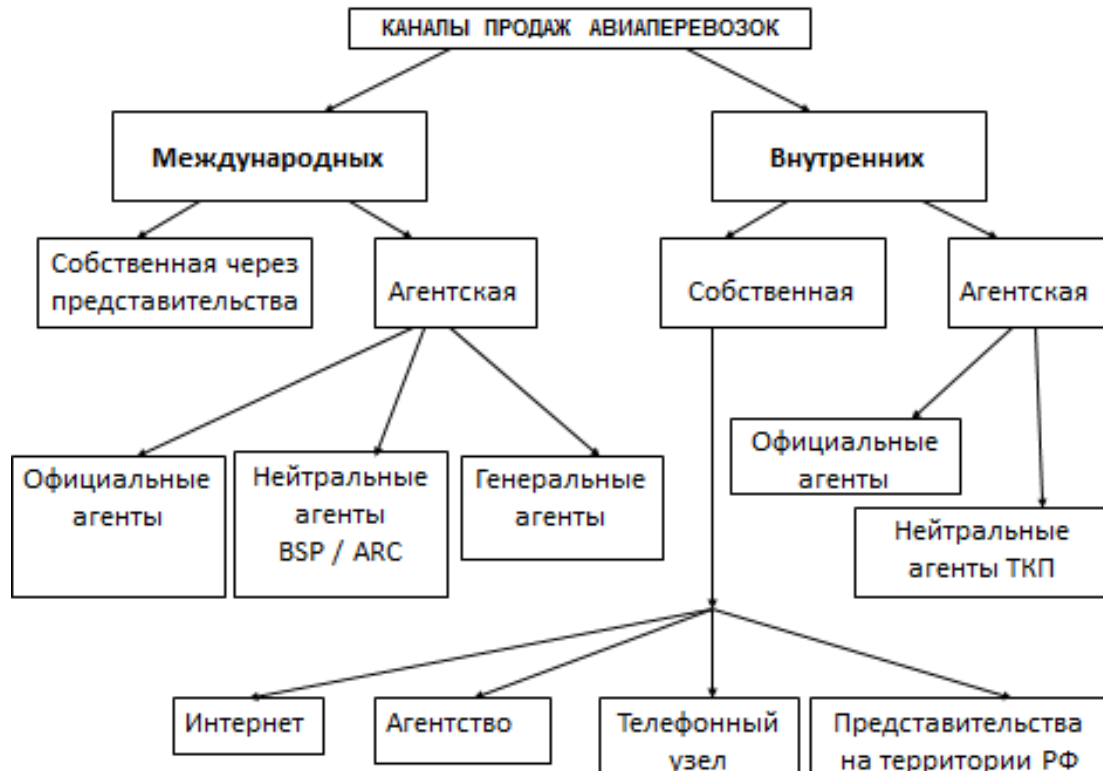 КАНАЛЫ ПРОДАЖ АВИАПЕРЕВОЗОК
Международных
Внутренних
Собственная через
представительства
Агентская
Собственная
Агентская
Официальные
агенты
Нейтральные
агенты
BSP / ARC
Генеральные
агенты
Официальные
агенты
Нейтральные
агенты ТКП
Интернет
Агентство
Телефонный
узел
Представительства
на территории РФ